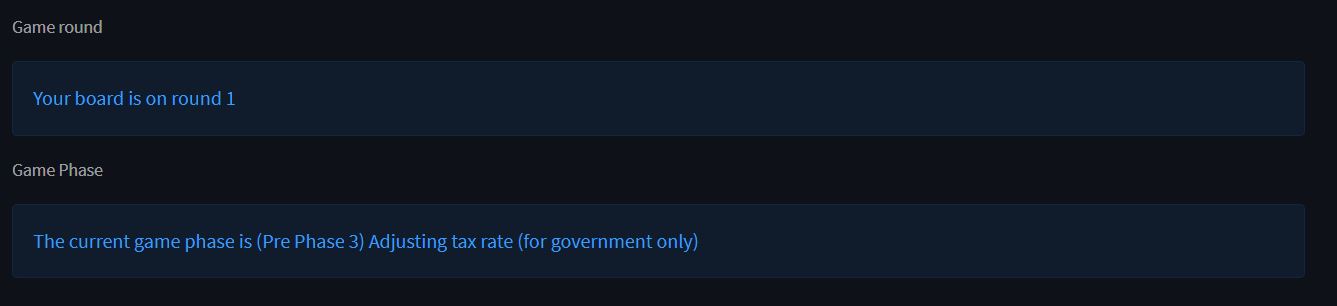 Game round
Your board is on round 1
Game Phase
The current game phase is (Pre Phase 3) Adjusting tax rate (for government only)